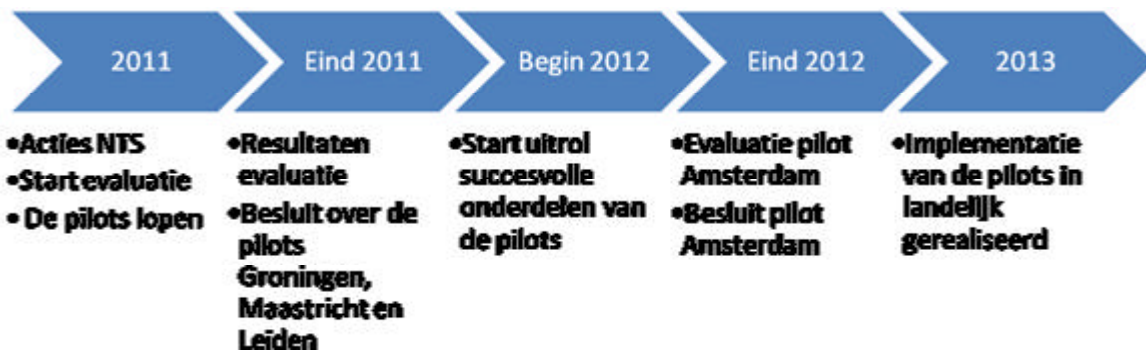 2011
Eind 2011
Begin 2012
Eind 2012
2013
•Acties NTS
•Start evaluatie
• De pilots lopen
•Resultaten
evaluatie
•Besluit over de
pilots
Groningen,
Maastricht en
Leiden
•Start uitrol
succesvolle
onderdelen van
de pilots
•Evaluatie pilot
Amsterdam
•Besluit pilot
Amsterdam
•Implementatie
van de pilots in
landelijk
gerealiseerd